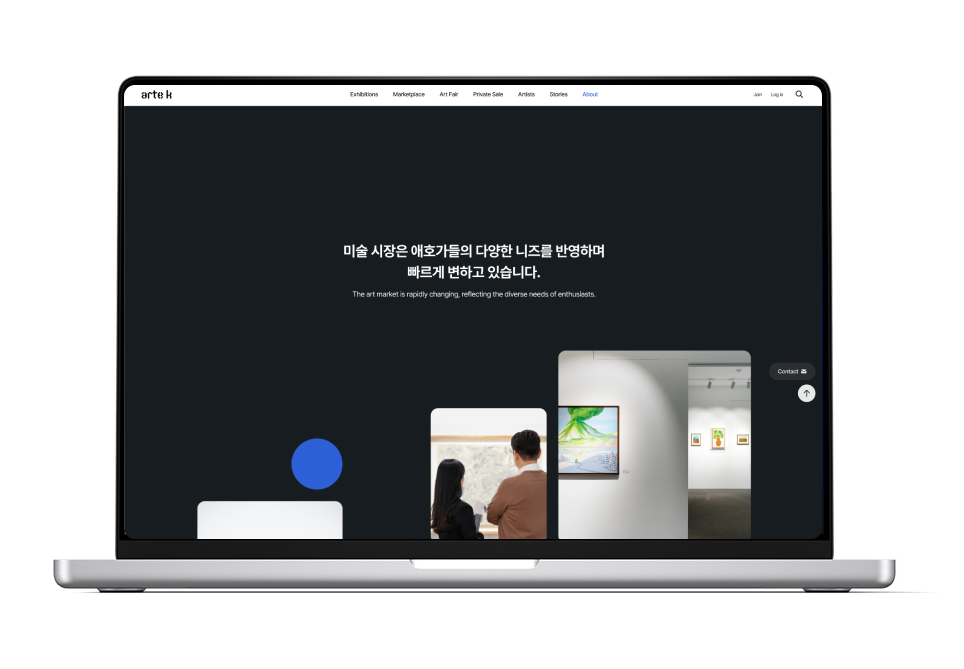 arte k
Exhibitions Marketplace Art Fair Private Sale Artists Stories About
Join Log in
미술 시장은 애호가들의 다양한 니즈를 반영하며
빠르게 변하고 있습니다.
The art market is rapidly changing, reflecting the diverse needs of enthusiasts.
Contact